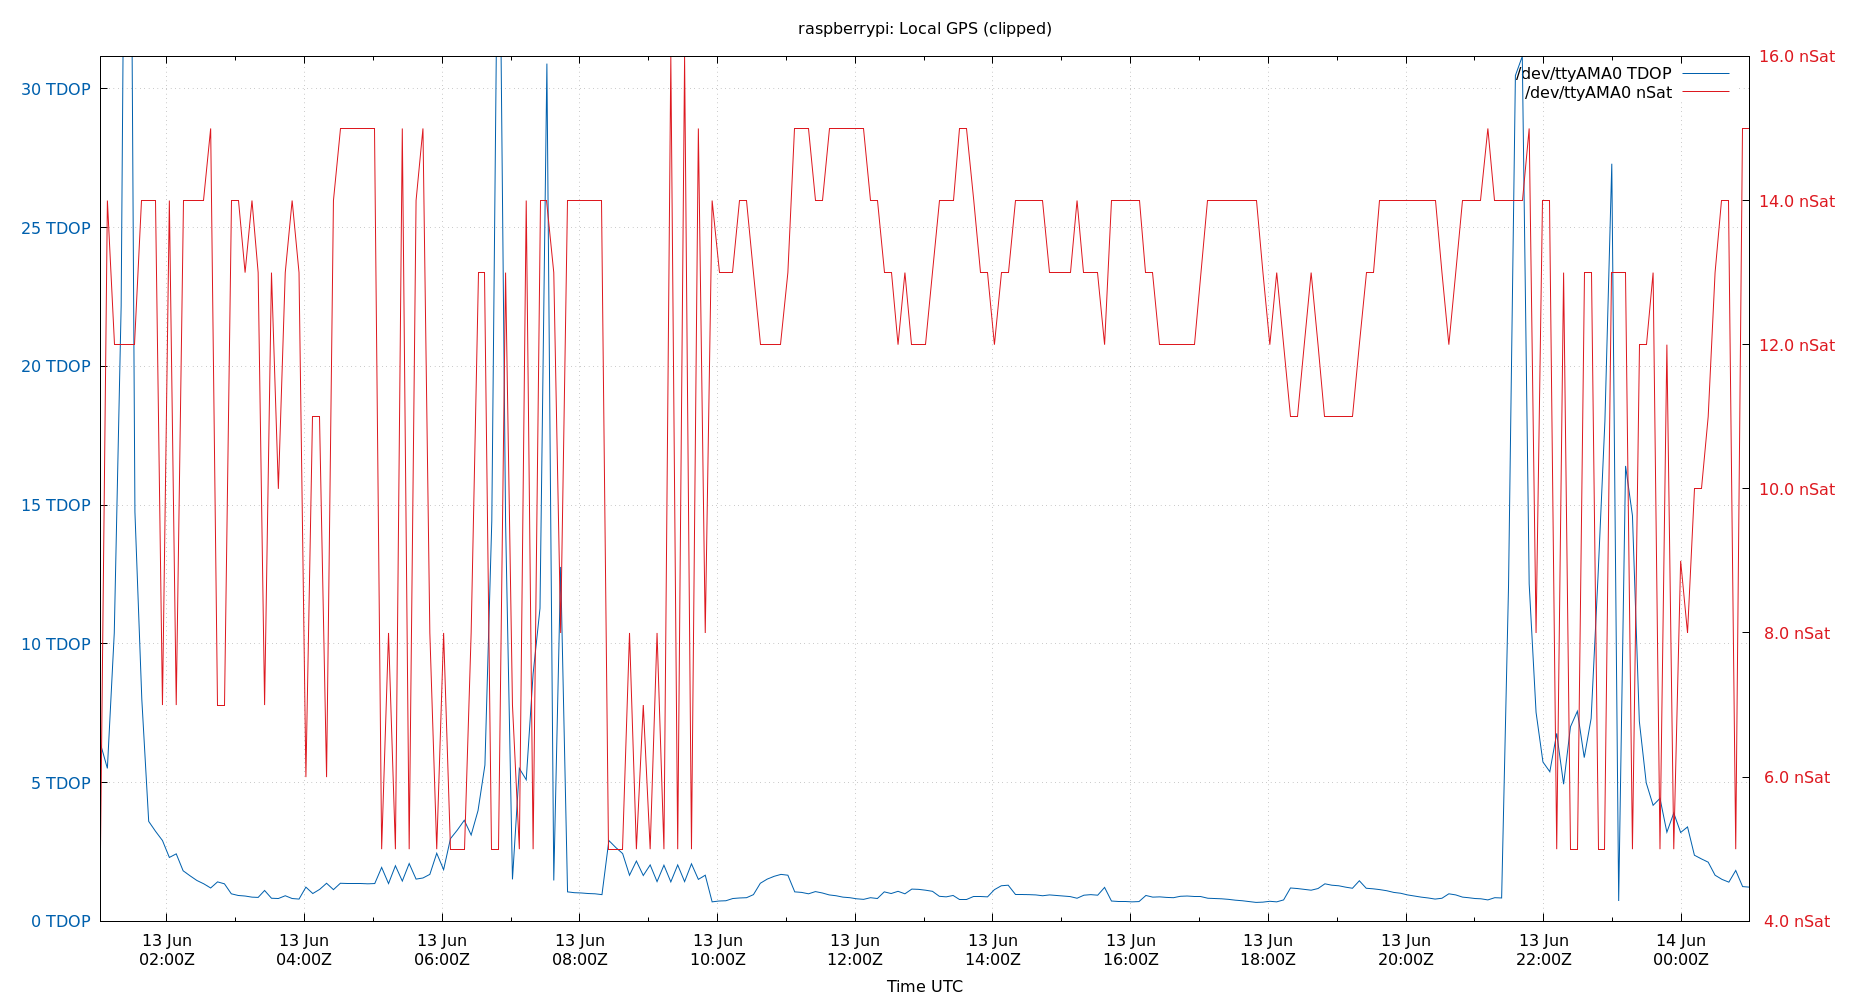 raspberrypi: Local GPS (clipped)
/dev/ttyAMA0 TDOP
/dev/ttyAMA0 nSat
30 TDOP
25 TDOP
20 TDOP
15 TDOP
10 TDOP
5 TDOP
0 TDOP
16.0 nSat
14.0 nSat
12.0 nSat
10.0 nSat
8.0 nSat
6.0 nSat
4.0 nSat
13 Jun
02:00Z
13 Jun
04:00Z
13 Jun
06:00Z
13 Jun
08:00Z
13 Jun
10:00Z
13 Jun
12:00Z
13 Jun
14:00Z
13 Jun
16:00Z
13 Jun
18:00Z
13 Jun
20:00Z
13 Jun
22:00Z
14 Jun
00:00Z
Time UTC